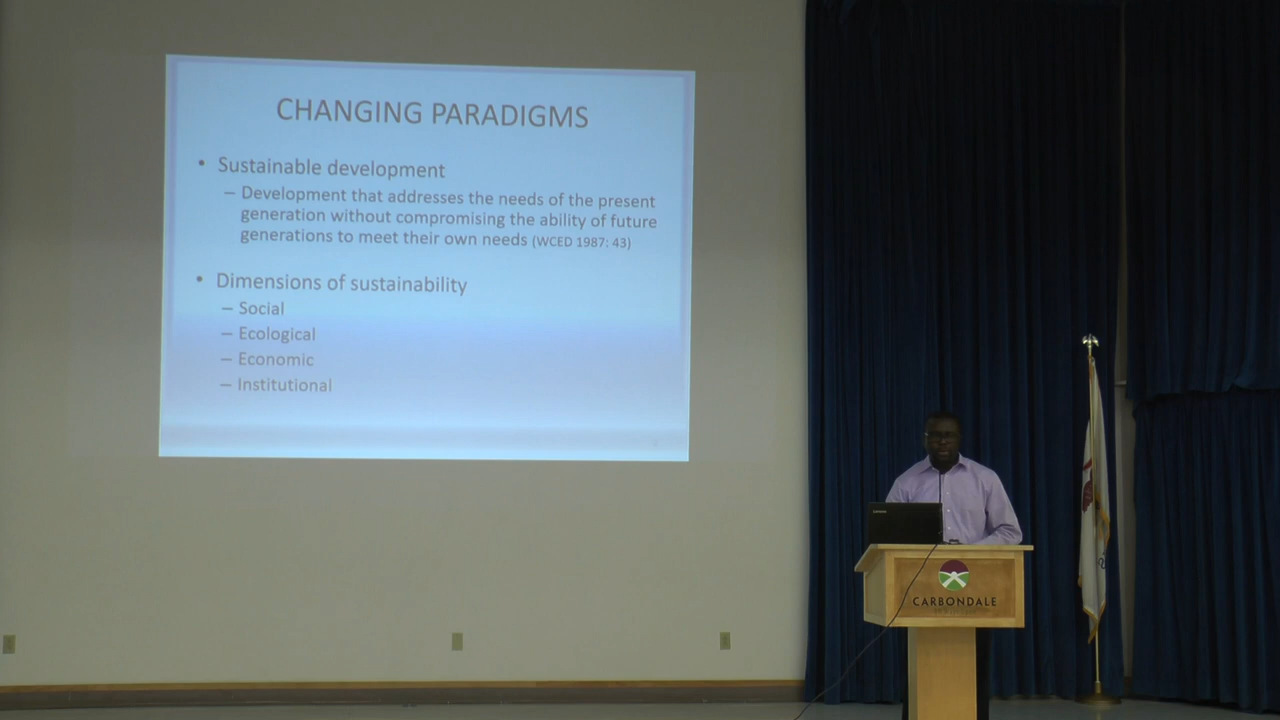 CHANGING PARADIGMS
• Sustainable development
– Development that addresses the needs of the present
generation without compromising the ability of future
generations to meet their own needs (WCED 1987: 43)
• Dimensions of sustainability
– Social
– Ecological
– Economic
– Institutional
Lenovo
CARBONDALE